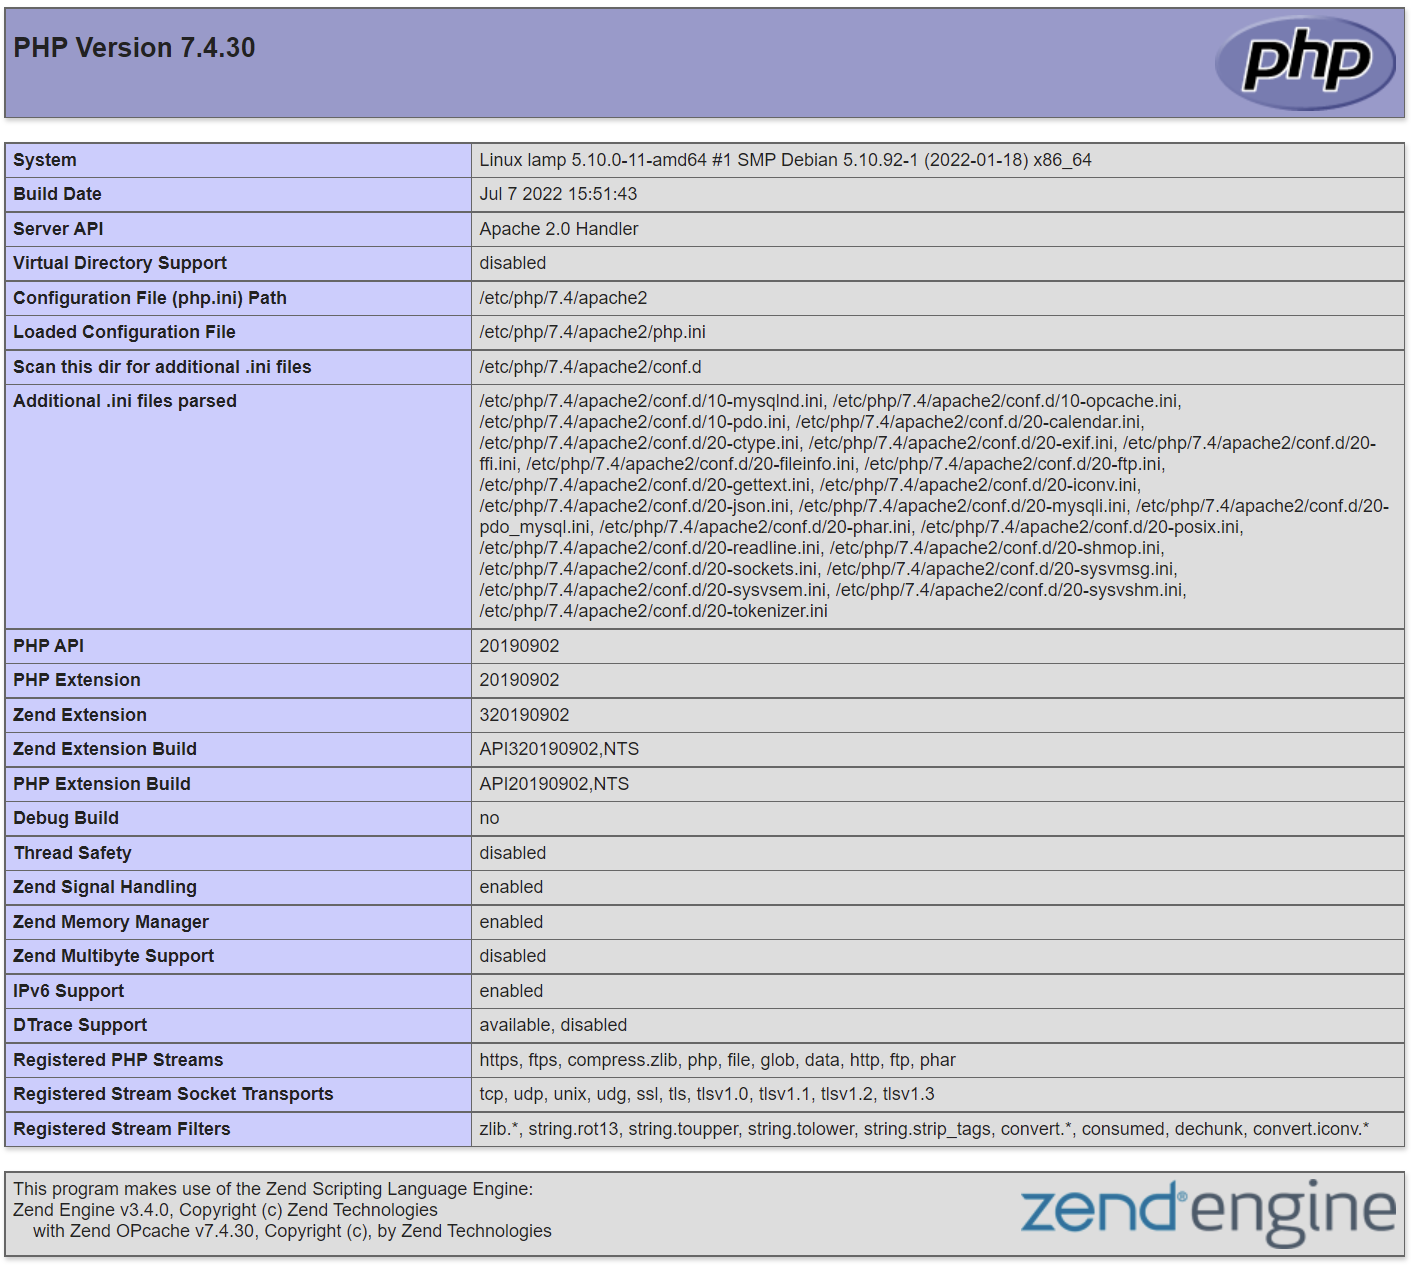 PHP Version 7.4.30
php
System
Linux lamp 5.10.0-11-amd64 #1 SMP Debian 5.10.92-1 (2022-01-18) x86_64
Build Date
Jul 7 2022 15:51:43
Server API
Apache 2.0 Handler
Virtual Directory Support
disabled
Configuration File (php.ini) Path
/etc/php/7.4/apache2
Loaded Configuration File
/etc/php/7.4/apache2/php.ini
Scan this dir for additional .ini files
/etc/php/7.4/apache2/conf.d
Additional .ini files parsed
/etc/php/7.4/apache2/conf.d/10-mysqlnd.ini, /etc/php/7.4/apache2/conf.d/10-opcache.ini,
/etc/php/7.4/apache2/conf.d/10-pdo.ini, /etc/php/7.4/apache2/conf.d/20-calendar.ini,
/etc/php/7.4/apache2/conf.d/20-ctype.ini, /etc/php/7.4/apache2/conf.d/20-exif.ini, /etc/php/7.4/apache2/conf.d/20-
ffi.ini, /etc/php/7.4/apache2/conf.d/20-fileinfo.ini, /etc/php/7.4/apache2/conf.d/20-ftp.ini,
/etc/php/7.4/apache2/conf.d/20-gettext.ini, /etc/php/7.4/apache2/conf.d/20-iconv.ini,
/etc/php/7.4/apache2/conf.d/20-json.ini, /etc/php/7.4/apache2/conf.d/20-mysqli.ini, /etc/php/7.4/apache2/conf.d/20-
pdo_mysql.ini, /etc/php/7.4/apache2/conf.d/20-phar.ini, /etc/php/7.4/apache2/conf.d/20-posix.ini,
/etc/php/7.4/apache2/conf.d/20-readline.ini, /etc/php/7.4/apache2/conf.d/20-shmop.ini,
/etc/php/7.4/apache2/conf.d/20-sockets.ini, /etc/php/7.4/apache2/conf.d/20-sysvmsg.ini,
/etc/php/7.4/apache2/conf.d/20-sysvsem.ini, /etc/php/7.4/apache2/conf.d/20-sysvshm.ini,
/etc/php/7.4/apache2/conf.d/20-tokenizer.ini
PHP API
20190902
PHP Extension
20190902
Zend Extension
320190902
Zend Extension Build
API320190902,NTS
PHP Extension Build
API20190902,NTS
Debug Build
no
Thread Safety
disabled
Zend Signal Handling
enabled
Zend Memory Manager
enabled
Zend Multibyte Support
disabled
IPv6 Support
enabled
DTrace Support
available, disabled
Registered PHP Streams
https, ftps, compress.zlib, php, file, glob, data, http, ftp, phar
Registered Stream Socket Transports
tcp, udp, unix, udg, ssl, tls, tlsv1.0, tlsv1.1, tlsv1.2, tlsv1.3
Registered Stream Filters
zlib.*, string.rot13, string.toupper, string.tolower, string.strip_tags, convert.*, consumed, dechunk, convert.iconv.*
This program makes use of the Zend Scripting Language Engine:
Zend Engine v3.4.0, Copyright (c) Zend Technologies
with Zend OPcache v7.4.30, Copyright (c), by Zend Technologies
zend®engine